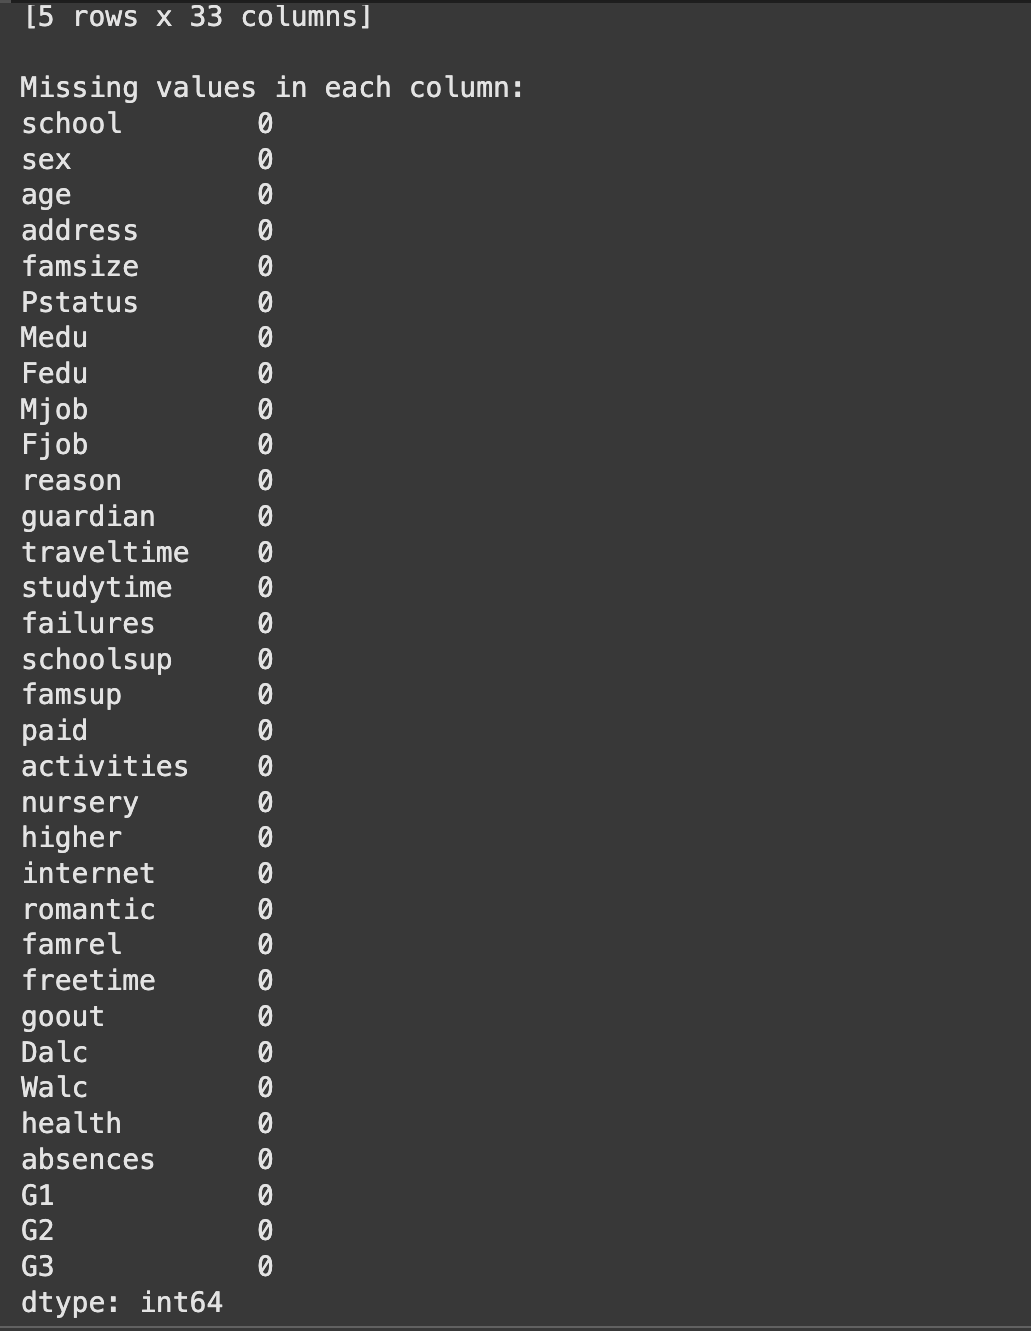 [5 rows x 33 columns]
Missing values in each column:
school 0
sex 0
age 0
address 0
famsize 0
Pstatus 0
Medu 0
Fedu 0
Mjob 0
Fjob 0
reason 0
guardian 0
traveltime 0
studytime 0
failures 0
schoolsup 0
famsup 0
paid 0
activities 0
nursery 0
higher 0
internet 0
romantic 0
famrel 0
freetime 0
goout 0
Dalc 0
Walc 0
health 0
absences 0
G1 0
G2 0
G3 0
dtype: int64